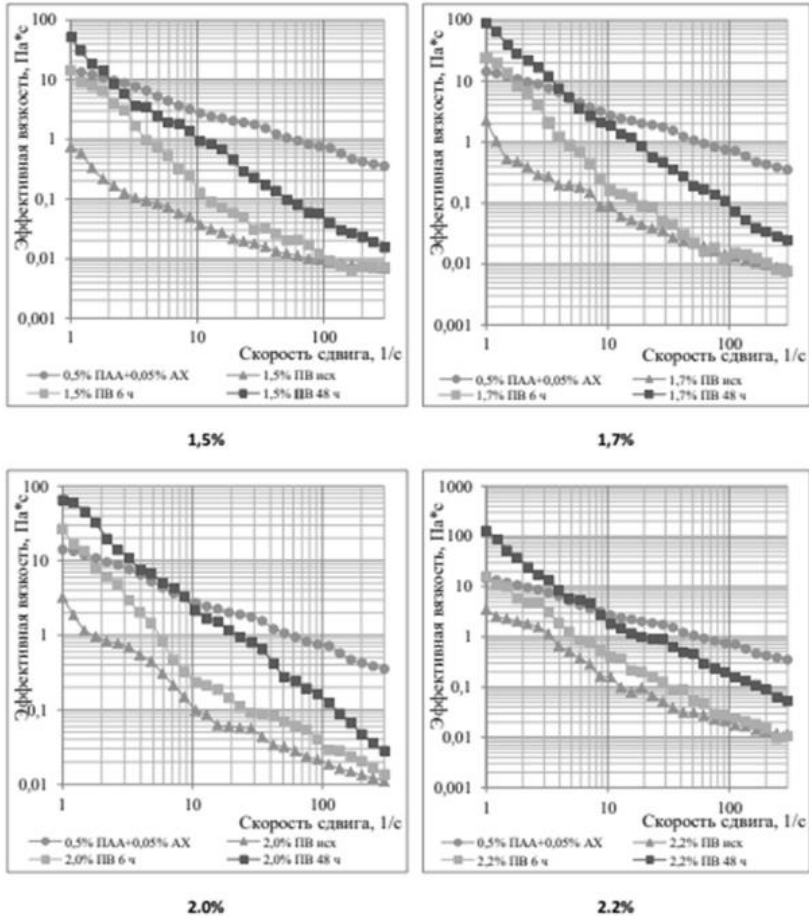 Эффективная вязкость, Па*с
100
10
1
0,1
0,01
0,001
1
10
100
Скорость сдвига, 1/с
0,5% ПАА+0,05% АХ
1,5% ПВ исх
1,5% ПВ 6 ч
1,5% ПВ 48 ч
1,5%
Эффективная вязкость, Па*с
100
10
1
0,1
0,01
0,001
1
10
100
Скорость сдвига, 1/с
0,5% ПАА+0,05% АХ
1,7% ПВ исх
1,7% ПВ 6 ч
1,7% ПВ 48 ч
1,7%
Эффективная вязкость, Па*с
100
10
1
0,1
0,01
1
10
100
Скорость сдвига, 1/с
0,5% ПАА+0,05% АХ
2,0% ПВ исх
2,0% ПВ 6 ч
2,0% ПВ 48 ч
2.0%
Эффективная вязкость, Па*с
1000
100
10
1
0,1
0,01
0,001
1
10
100
Скорость сдвига, 1/с
0,5% ПАА+0,05% АХ
2,2% ПВ исх
2,2% ПВ 6 ч
2,2% ПВ 48 ч
2.2%